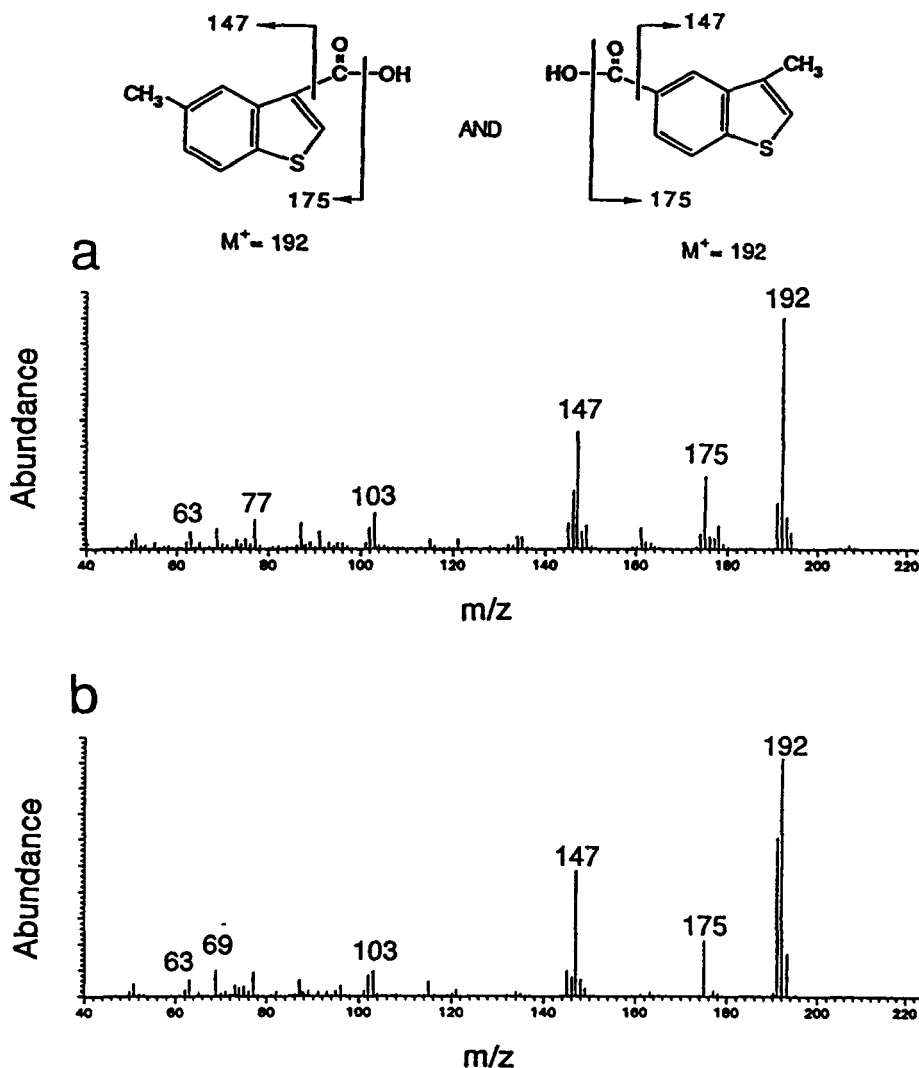 147 147
O O
C OH HO C
CH3 CH3
AND
S S
175 175
M+= 192 M+= 192
a
192
147
175
103
77
63
Abundance
40 60 80 100 120 140 160 180 200 220
m/z
b
192
147
175
103
69
63
Abundance
40 60 80 100 120 140 160 180 200 220
m/z